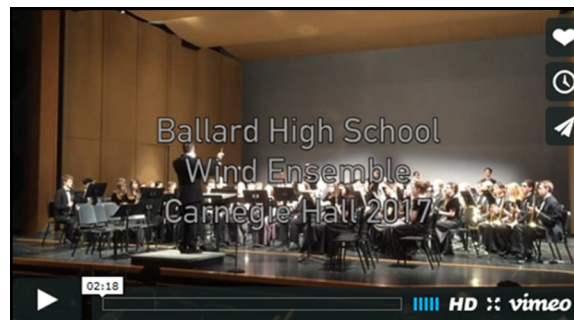 Ballard High School
Wind Ensemble
Carnegie Hall 2017
02:18
HD vimeo